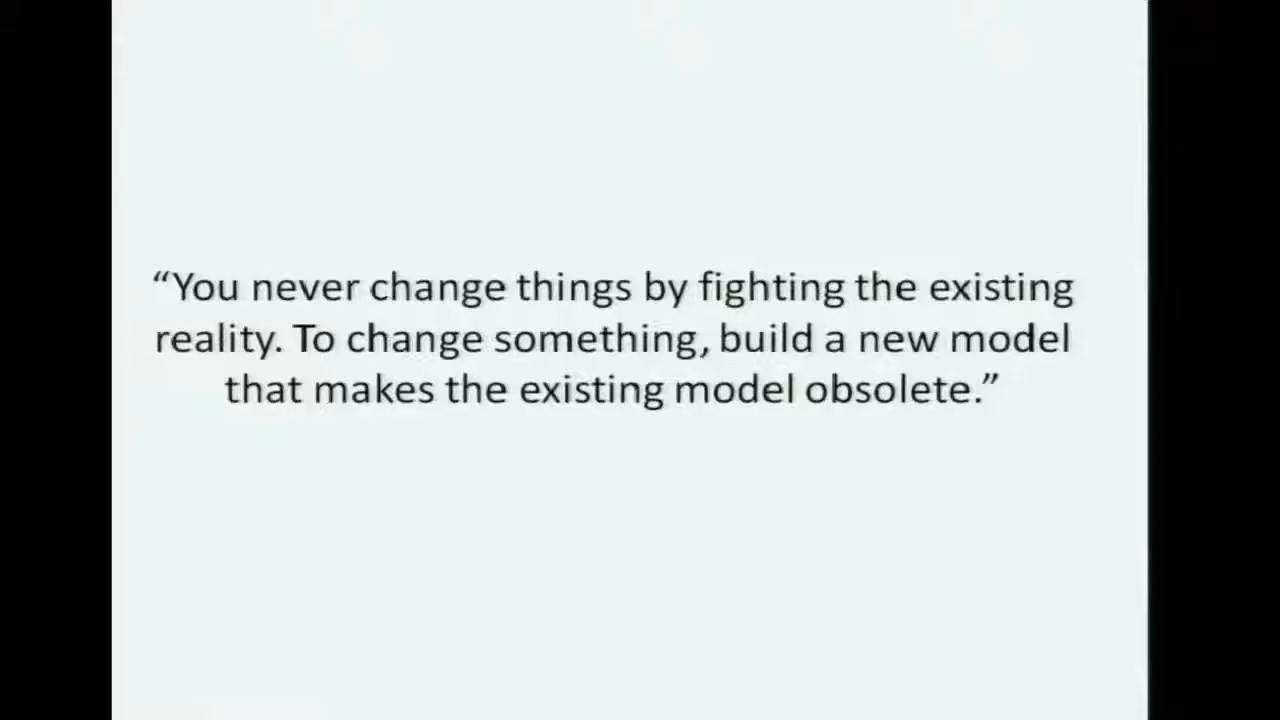 “You never change things by fighting the existing
reality. To change something, build a new model
that makes the existing model obsolete.”